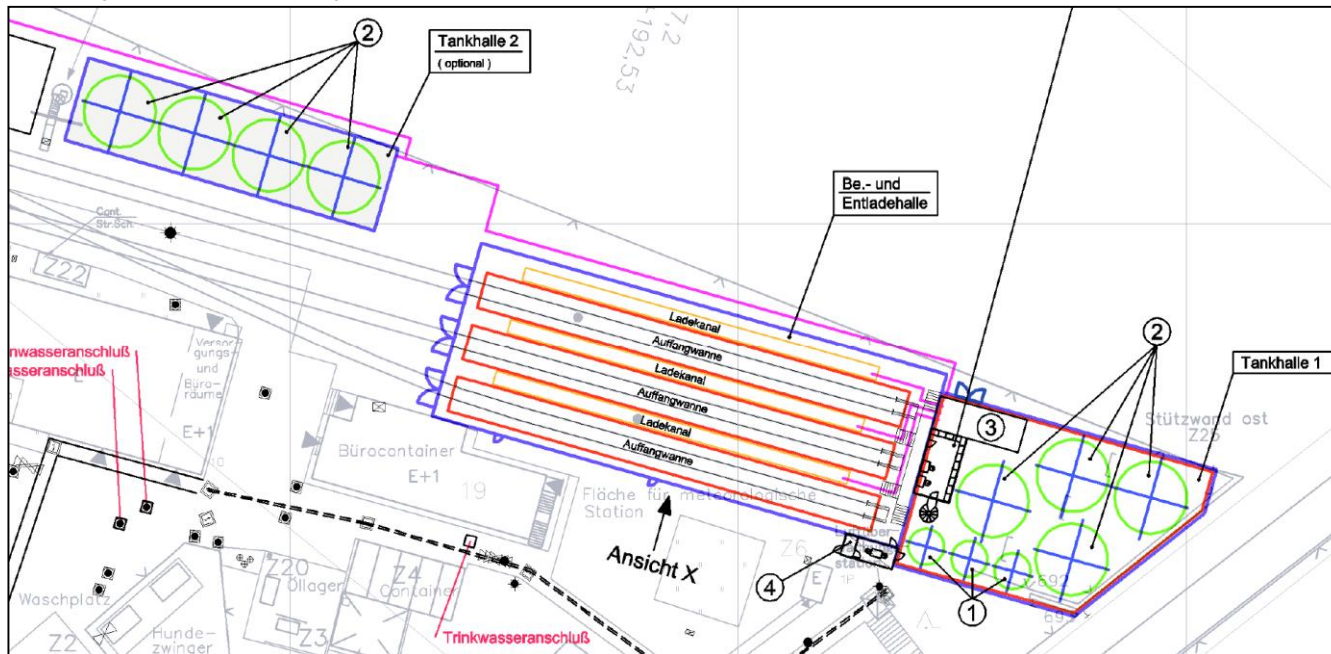 2
Tankhalle 2
( optional )
7,2
-192,53
Be.- und
Entladehalle
Cont.
Str.Sch.
Z22
2
Tankhalle 1
Stützwand ost
Z25
3
Ladekanal
Auffangwanne
Ladekanal
Auffangwanne
Ladekanal
Auffangwanne
nwasseranschluß
asseranschluß
Versor-
gungs-
und
Büro-
räume
E+1
Bürocontainer
E+1
19
Fläche für meteorologische
Station
Ansicht X
Z6
4
E
1
Waschplatz
Z2
Hunde-
zwinger
Z20
Öllager
Z3
Z4
Container
Trinkwasseranschluß